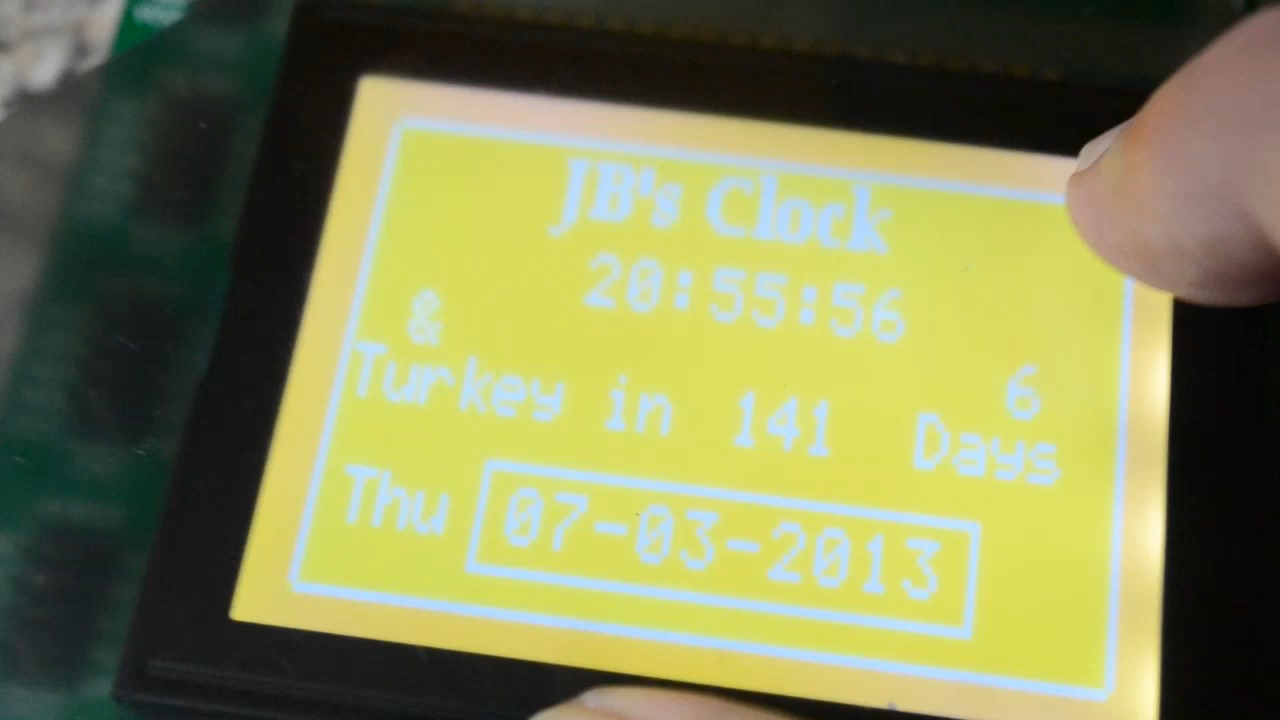 JB's Clock
20:55:56
&
6
Turkey in 141 Days
Thu 07-03-2013